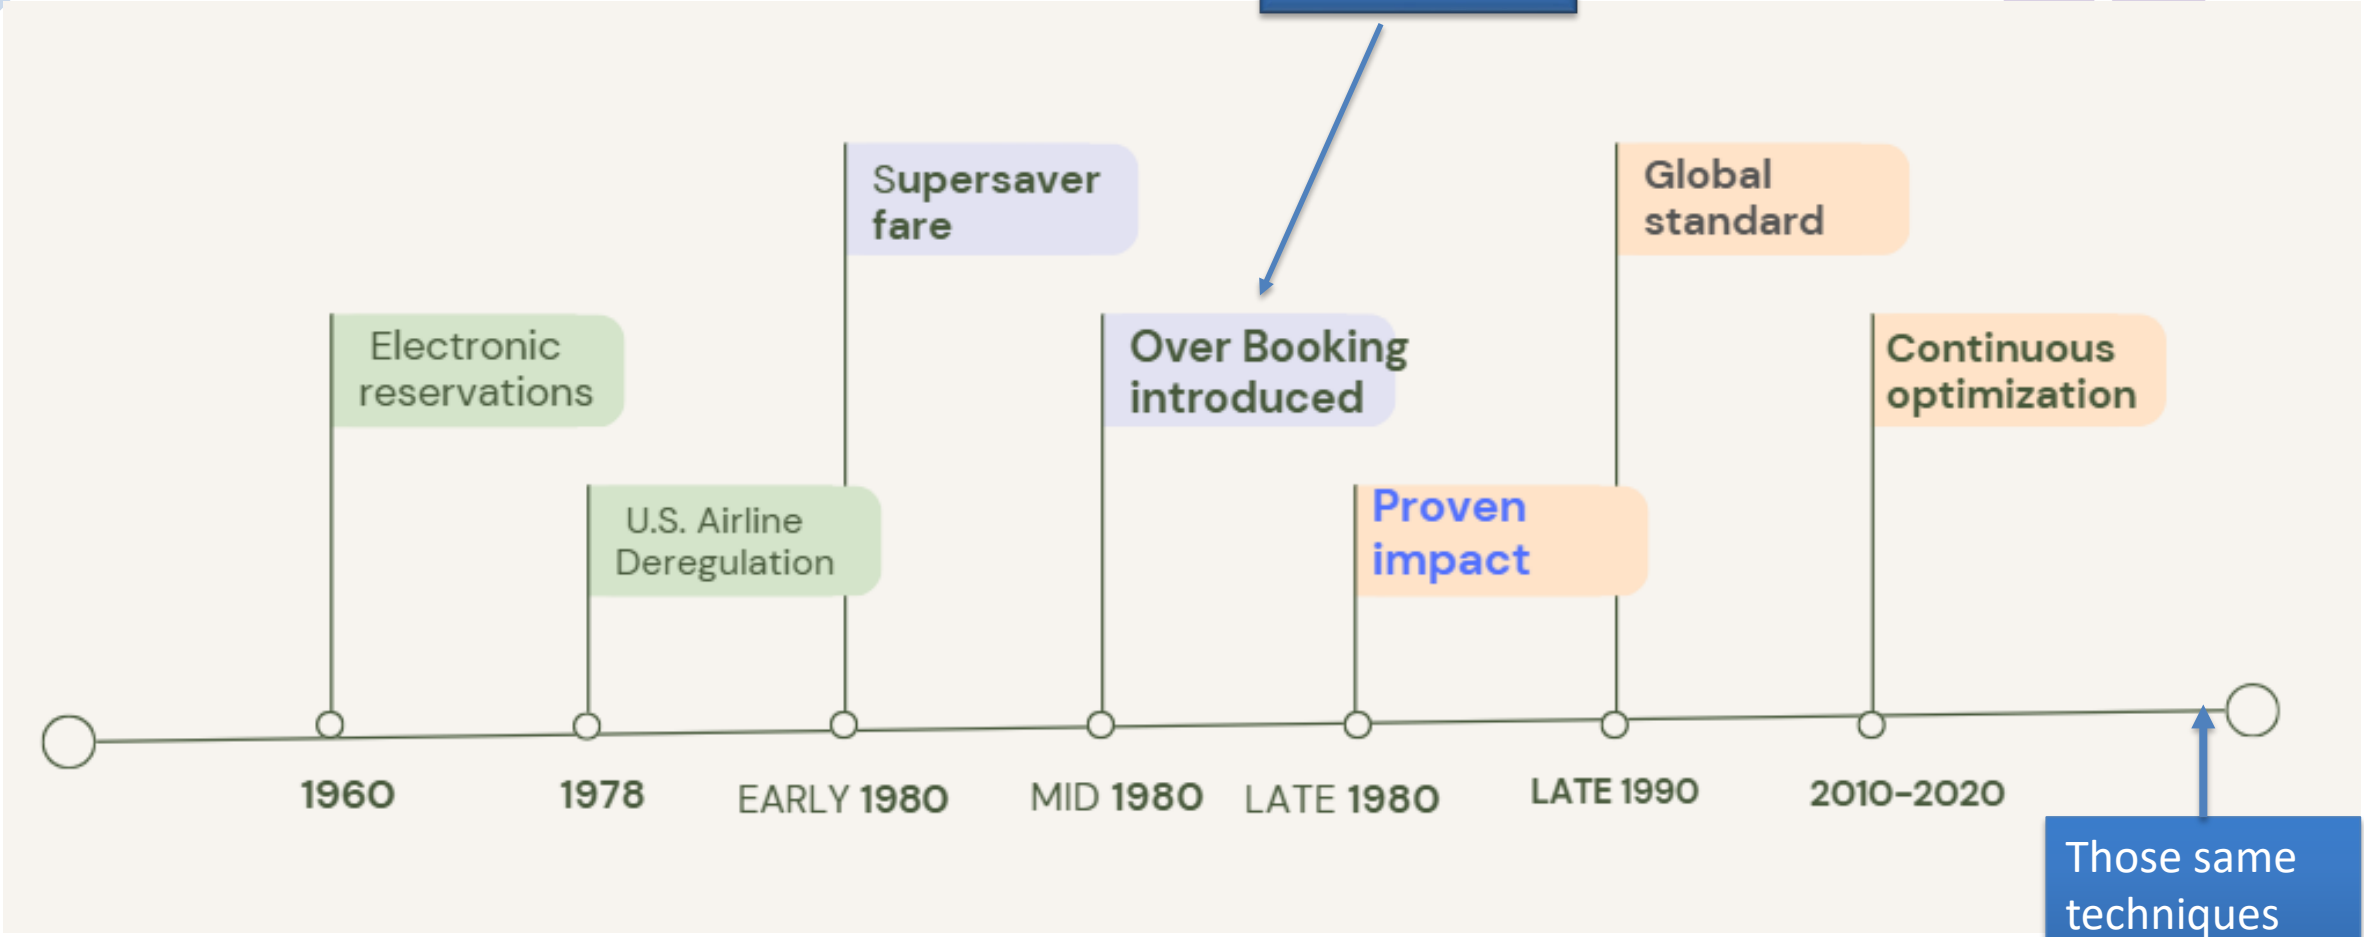 Supersaver
fare
Global
standard
Electronic
reservations
Over Booking
introduced
Continuous
optimization
U.S. Airline
Deregulation
Proven
impact
1960
1978
EARLY 1980
MID 1980
LATE 1980
LATE 1990
2010-2020
Those same
techniques